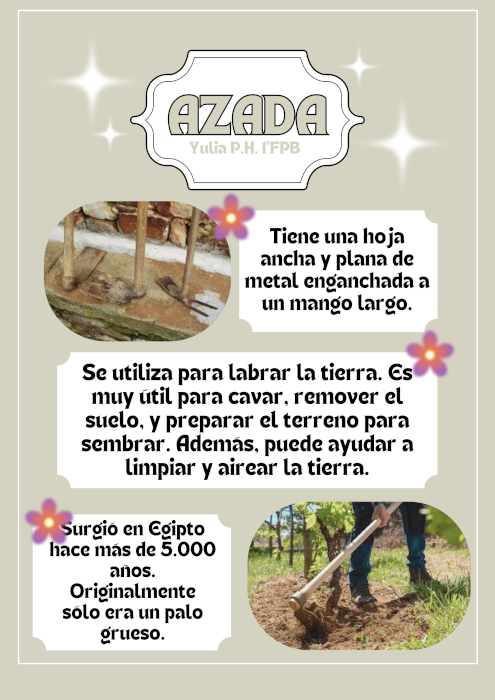 AZADA
Yulia P.H. 1ºFPB
Tiene una hoja
ancha y plana de
metal enganchada a
un mango largo.
Se utiliza para labrar la tierra. Es
muy útil para cavar, remover el
suelo, y preparar el terreno para
sembrar. Además, puede ayudar a
limpiar y airear la tierra.
Surgió en Egipto
hace más de 5.000
años.
Originalmente
sólo era un palo
grueso.